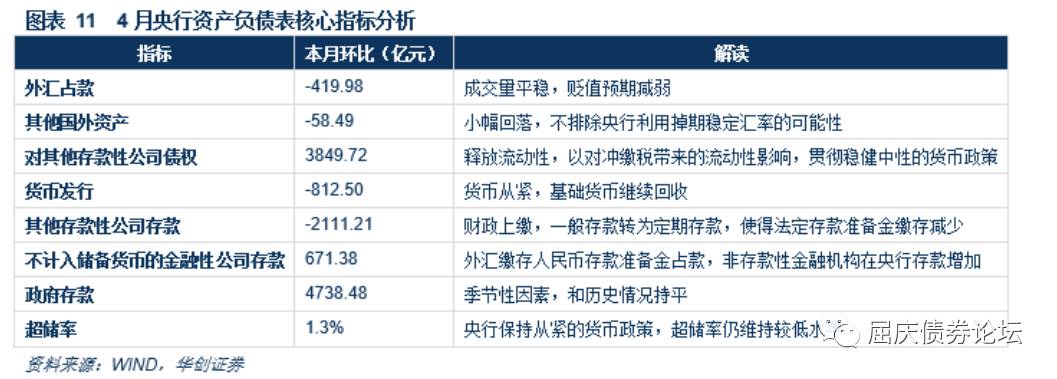 图表 11 4 月央行资产负债表核心指标分析
指标 本月环比（亿元） 解读
外汇占款 -419.98 成交量平稳，贬值预期减弱
其他国外资产 -58.49 小幅回落，不排除央行利用掉期稳定汇率的可能性
对其他存款性公司债权 3849.72 释放流动性，以对冲缴税带来的流动性影响，贯彻稳健中性的货币政策
货币发行 -812.50 货币从紧，基础货币继续回收
其他存款性公司存款 -2111.21 财政上缴，一般存款转为定期存款，使得法定存款准备金缴存减少
不计入储备货币的金融性公司存款 671.38 外汇缴存人民币存款准备金占款，非存款性金融机构在央行存款增加
政府存款 4738.48 季节性因素，和历史情况持平
超储率 1.3% 央行保持从紧的货币政策，超储率仍维持较低水
屈庆债券论坛
资料来源：WIND，华创证券